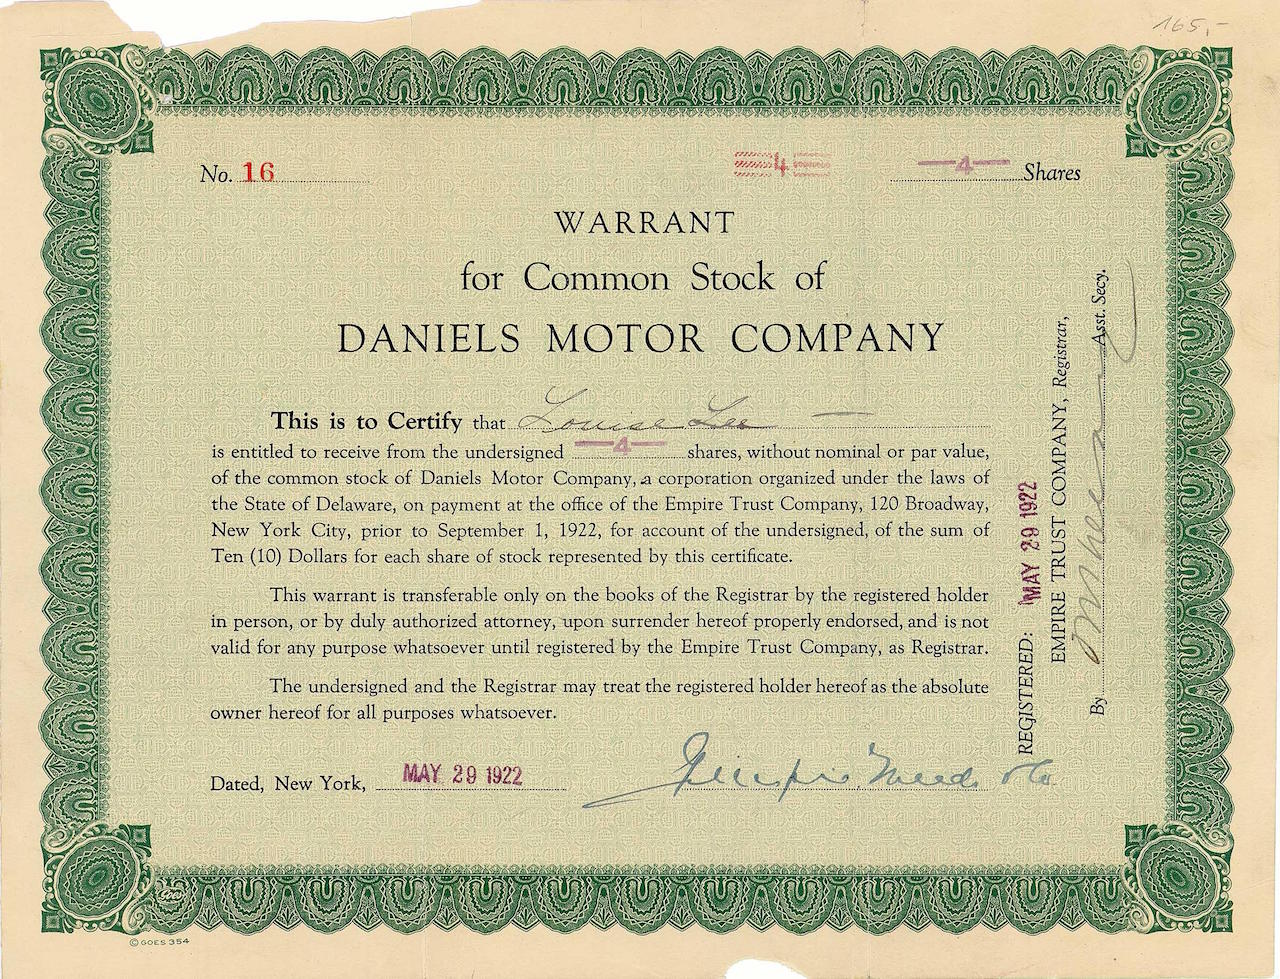 165,-
No. 16 4 —4— Shares
WARRANT
for Common Stock of
DANIELS MOTOR COMPANY
This is to Certify that Louise Lee —
is entitled to receive from the undersigned —4— shares, without nominal or par value,
of the common stock of Daniels Motor Company, a corporation organized under the laws of
the State of Delaware, on payment at the office of the Empire Trust Company, 120 Broadway,
New York City, prior to September 1, 1922, for account of the undersigned, of the sum of
Ten (10) Dollars for each share of stock represented by this certificate.
This warrant is transferable only on the books of the Registrar by the registered holder
in person, or by duly authorized attorney, upon surrender hereof properly endorsed, and is not
valid for any purpose whatsoever until registered by the Empire Trust Company, as Registrar.
The undersigned and the Registrar may treat the registered holder hereof as the absolute
owner hereof for all purposes whatsoever.
Dated, New York, MAY 29 1922
REGISTERED: MAY 29 1922
EMPIRE TRUST COMPANY, Registrar,
By Asst. Secy.
© GOES 354